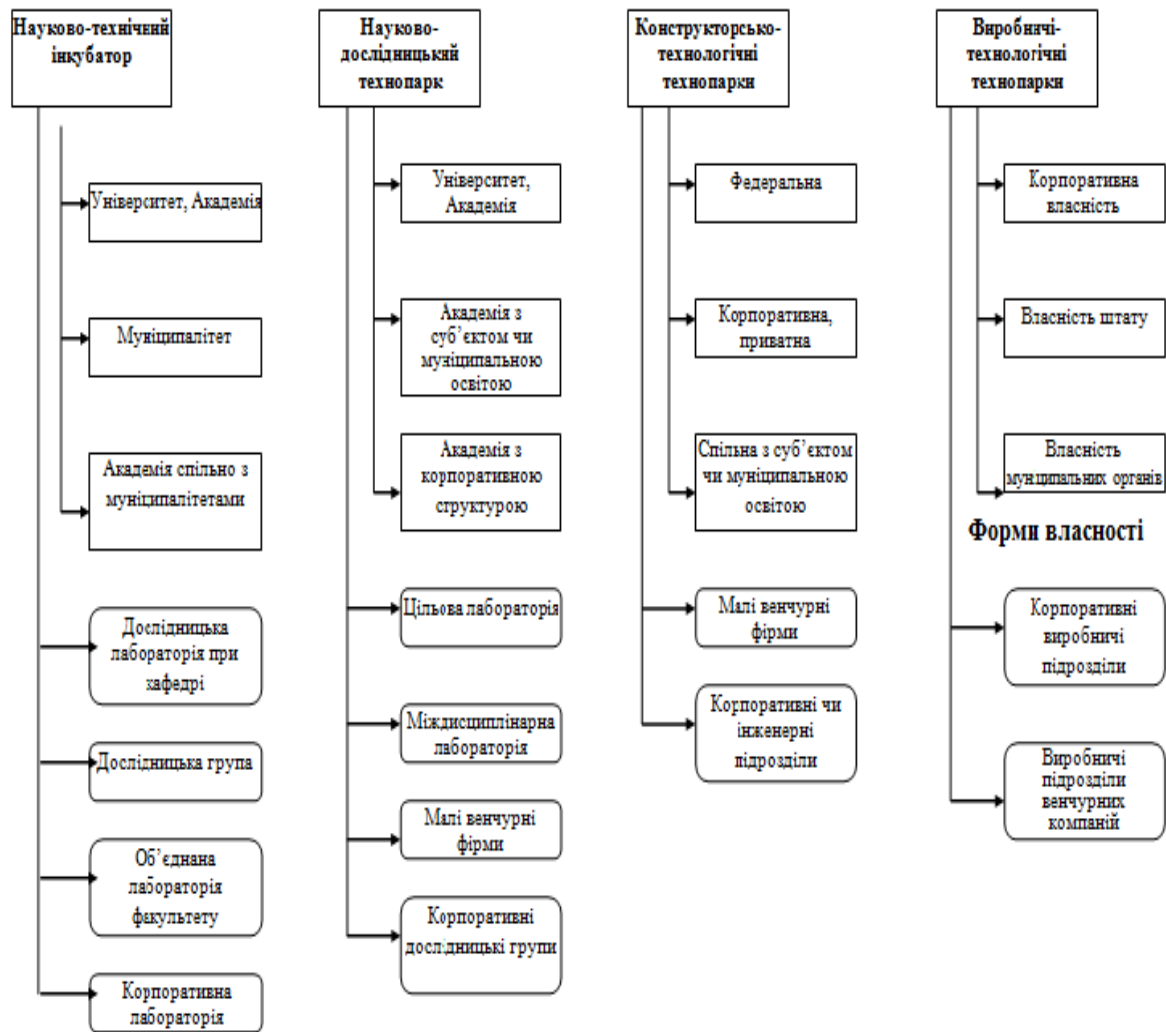 Науково-технічний
інкубатор
Університет, Академія
Муніципалітет
Академія спільно з
муніципалітетами
Дослідницька
лабораторія при
кафедрі
Дослідницька група
Об’єднана
лабораторія
факультету
Корпоративна
лабораторія
Науково-
дослідницький
технопарк
Університет,
Академія
Академія з
суб’єктом чи
муніципальною
освітою
Академія з
корпоративною
структурою
Цільова лабораторія
Міждисциплінарна
лабораторія
Малі венчурні
фірми
Корпоративні
дослідницькі групи
Конструкторсько-
технологічні
технопарки
Федеральна
Корпоративна,
приватна
Спільна з суб’єктом
чи муніципальною
освітою
Малі венчурні
фірми
Корпоративні чи
інженерні
підрозділи
Виробничі-
технологічні
технопарки
Корпоративна
власність
Власність штату
Власність
муниципальних органів
Форми власності
Корпоративні
виробничі
підрозділи
Виробничі
підрозділи
венчурних
компаній